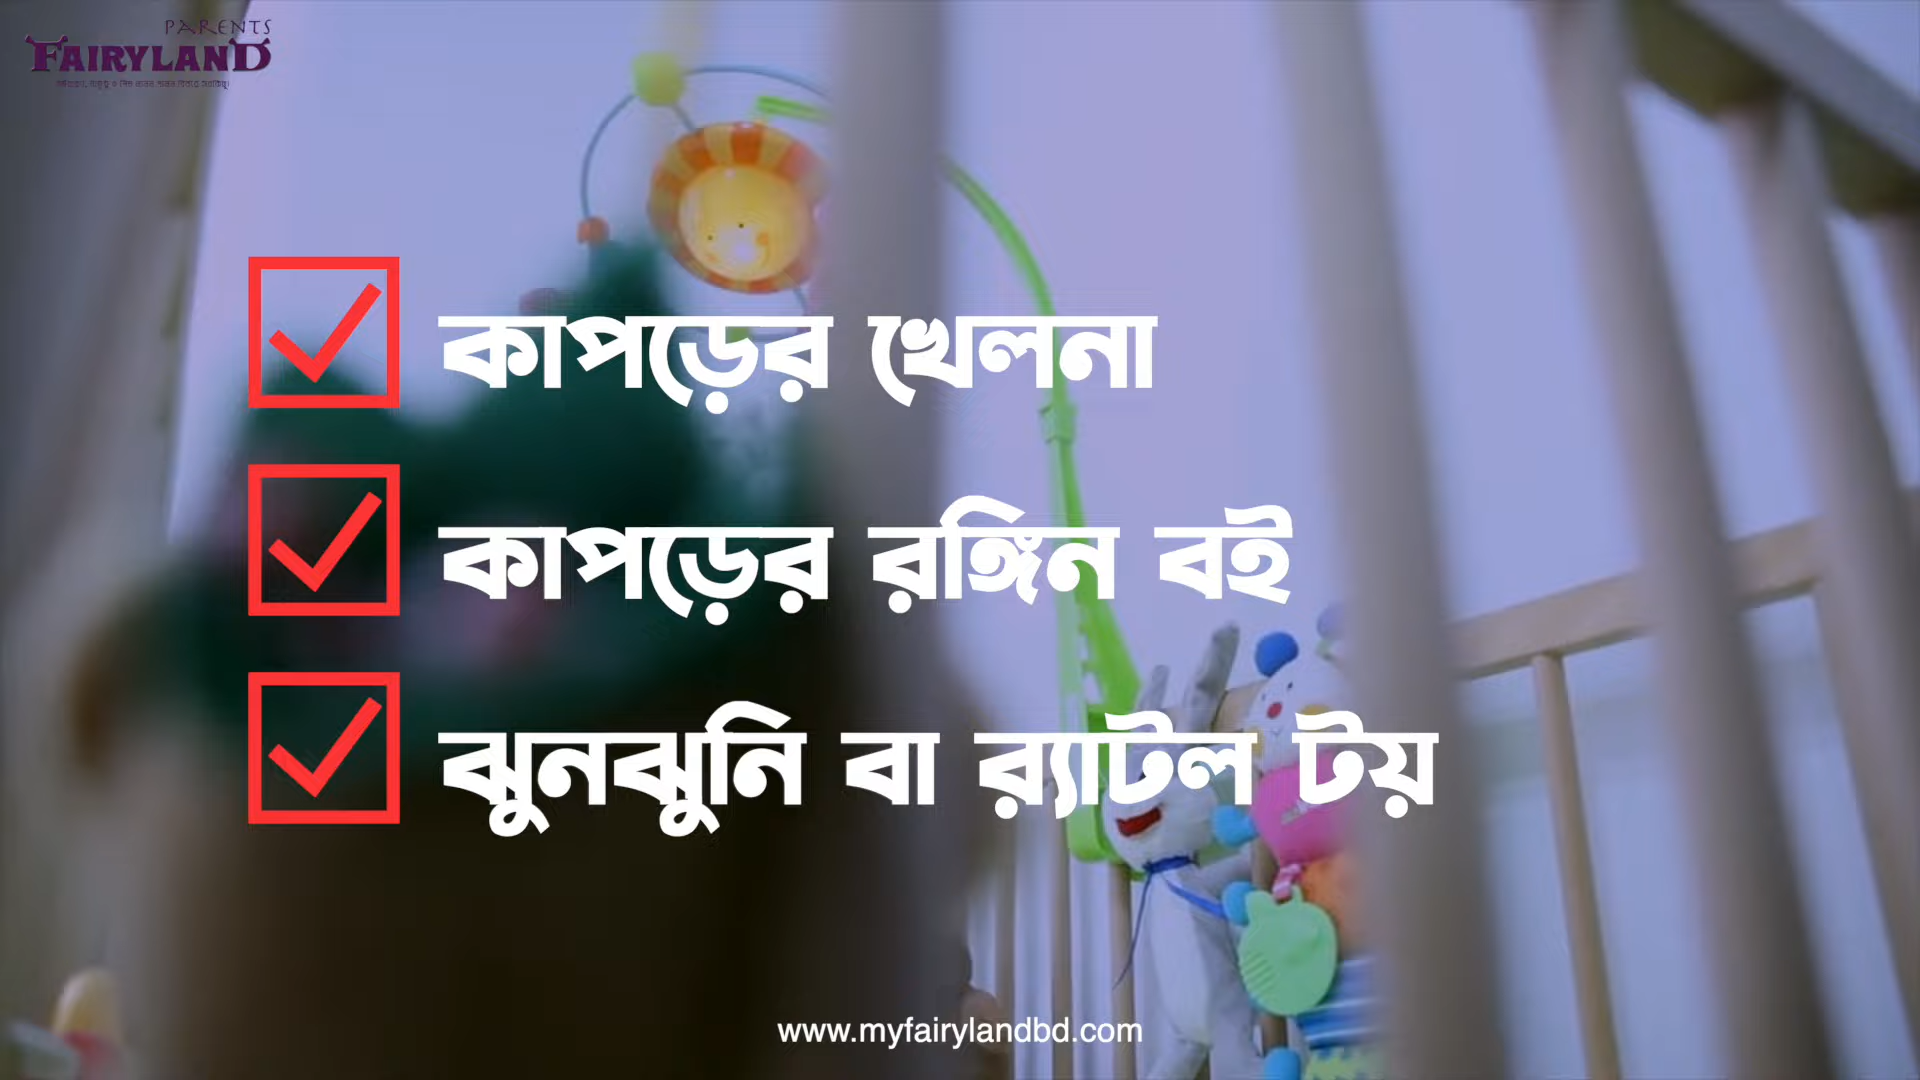 PARENTS
FAIRYLAND
কাপড়ের খেলনা
কাপড়ের রঙ্গিন বই
ঝুনঝুনি বা র‍্যাটল টয়
www.myfairylandbd.com